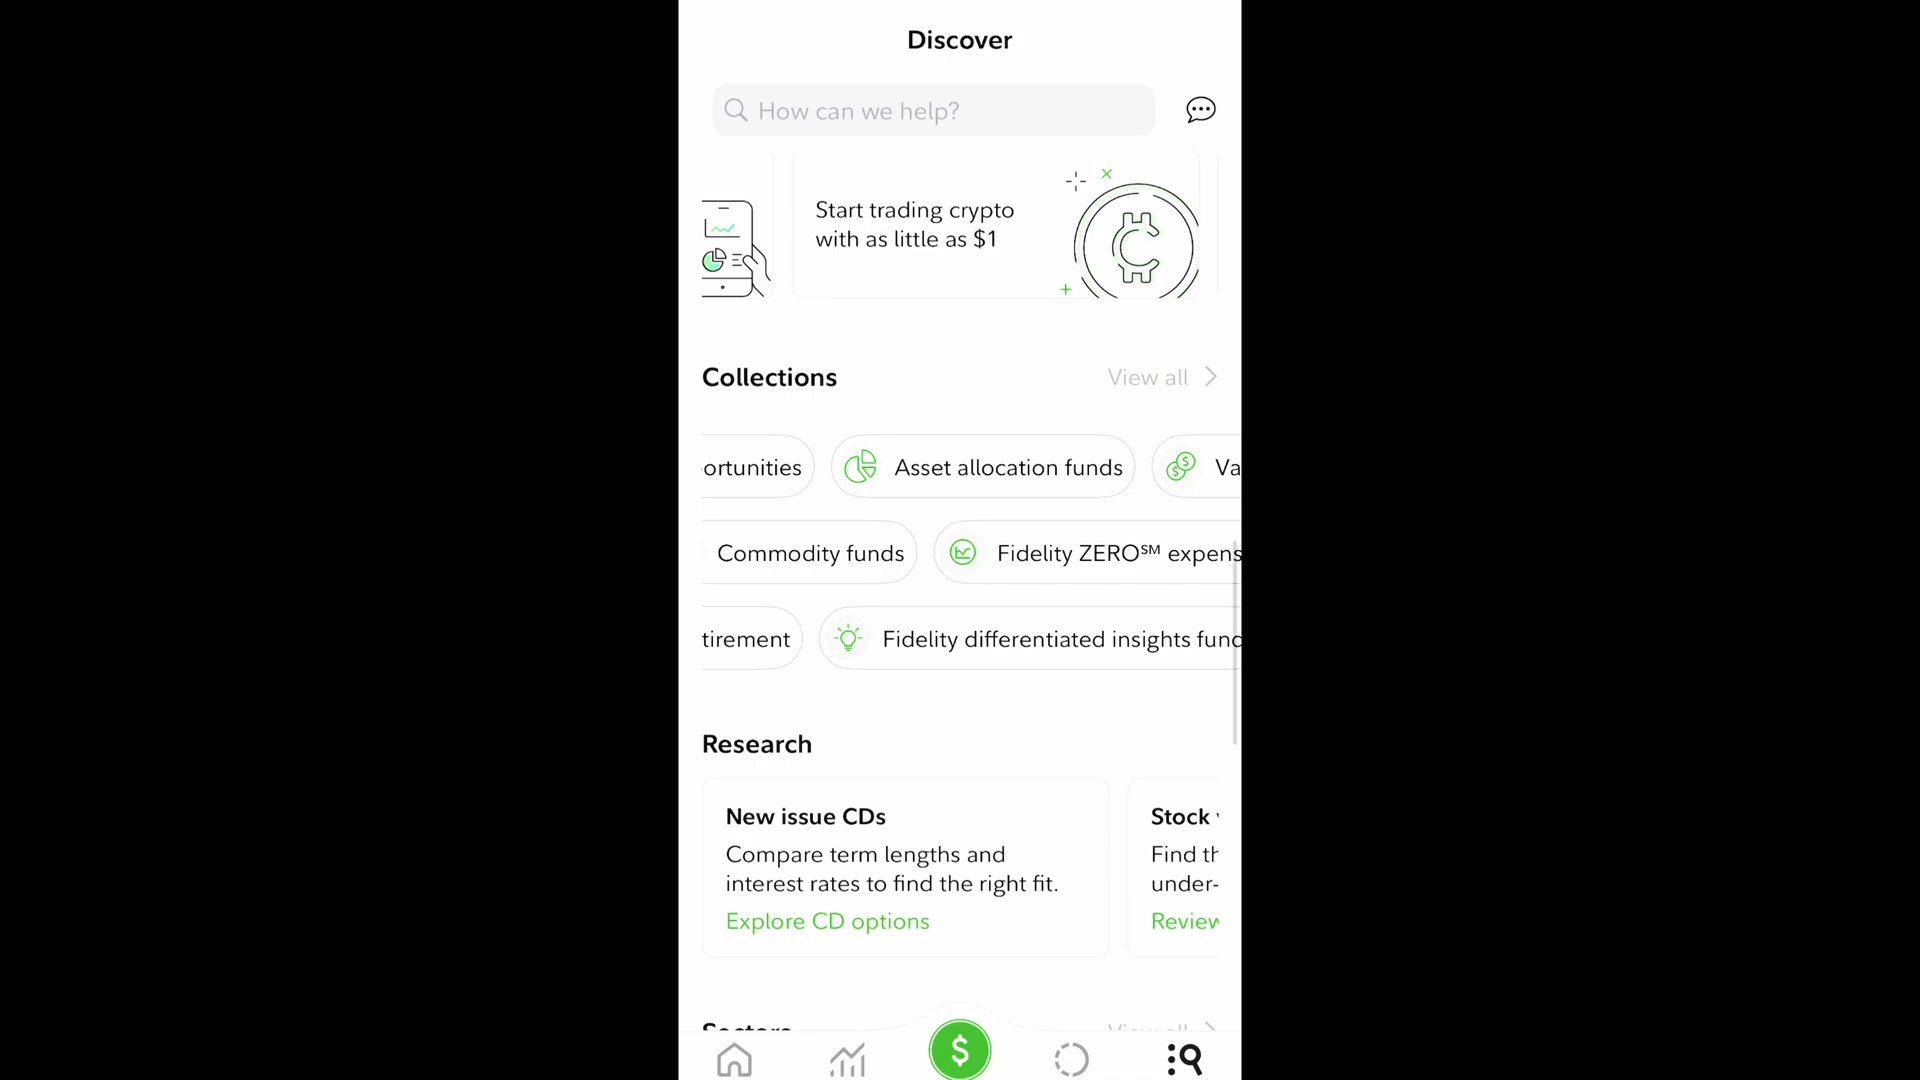 Discover
How can we help?
Start trading crypto
with as little as $1
Collections
View all
ortunities
Asset allocation funds
Va
Commodity funds
Fidelity ZERO℠ expens
tirement
Fidelity differentiated insights fund
Research
New issue CDs
Compare term lengths and
interest rates to find the right fit.
Explore CD options
Stock
Find th
under-
Review
Sectors
View all
$